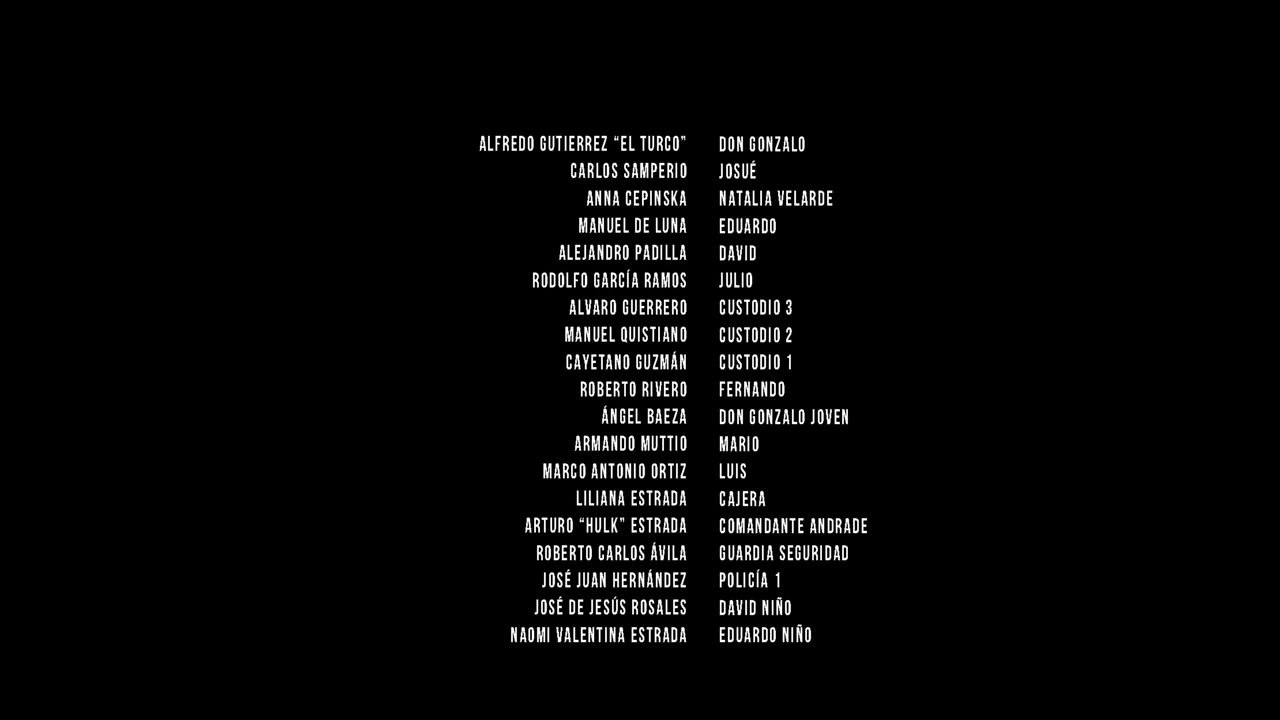 ALFREDO GUTIERREZ “EL TURCO” DON GONZALO
CARLOS SAMPERIO JOSUÉ
ANNA CEPINSKA NATALIA VELARDE
MANUEL DE LUNA EDUARDO
ALEJANDRO PADILLA DAVID
RODOLFO GARCÍA RAMOS JULIO
ALVARO GUERRERO CUSTODIO 3
MANUEL QUISTIANO CUSTODIO 2
CAYETANO GUZMÁN CUSTODIO 1
ROBERTO RIVERO FERNANDO
ÁNGEL BAEZA DON GONZALO JOVEN
ARMANDO MUTTIO MARIO
MARCO ANTONIO ORTIZ LUIS
LILIANA ESTRADA CAJERA
ARTURO “HULK” ESTRADA COMANDANTE ANDRADE
ROBERTO CARLOS ÁVILA GUARDIA SEGURIDAD
JOSÉ JUAN HERNÁNDEZ POLICÍA 1
JOSÉ DE JESÚS ROSALES DAVID NIÑO
NAOMI VALENTINA ESTRADA EDUARDO NIÑO